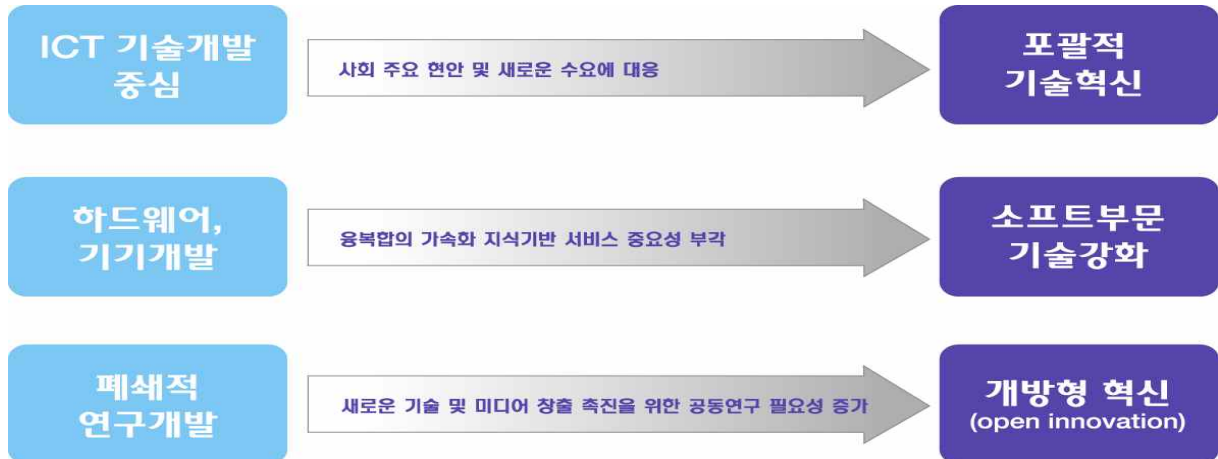 ICT 기술개발
중심
사회 주요 현안 및 새로운 수요에 대응
포괄적
기술혁신
하드웨어,
기기개발
융복합의 가속화 지식기반 서비스 중요성 부각
소프트부문
기술강화
폐쇄적
연구개발
새로운 기술 및 미디어 창출 촉진을 위한 공동연구 필요성 증가
개방형 혁신
(open innovation)